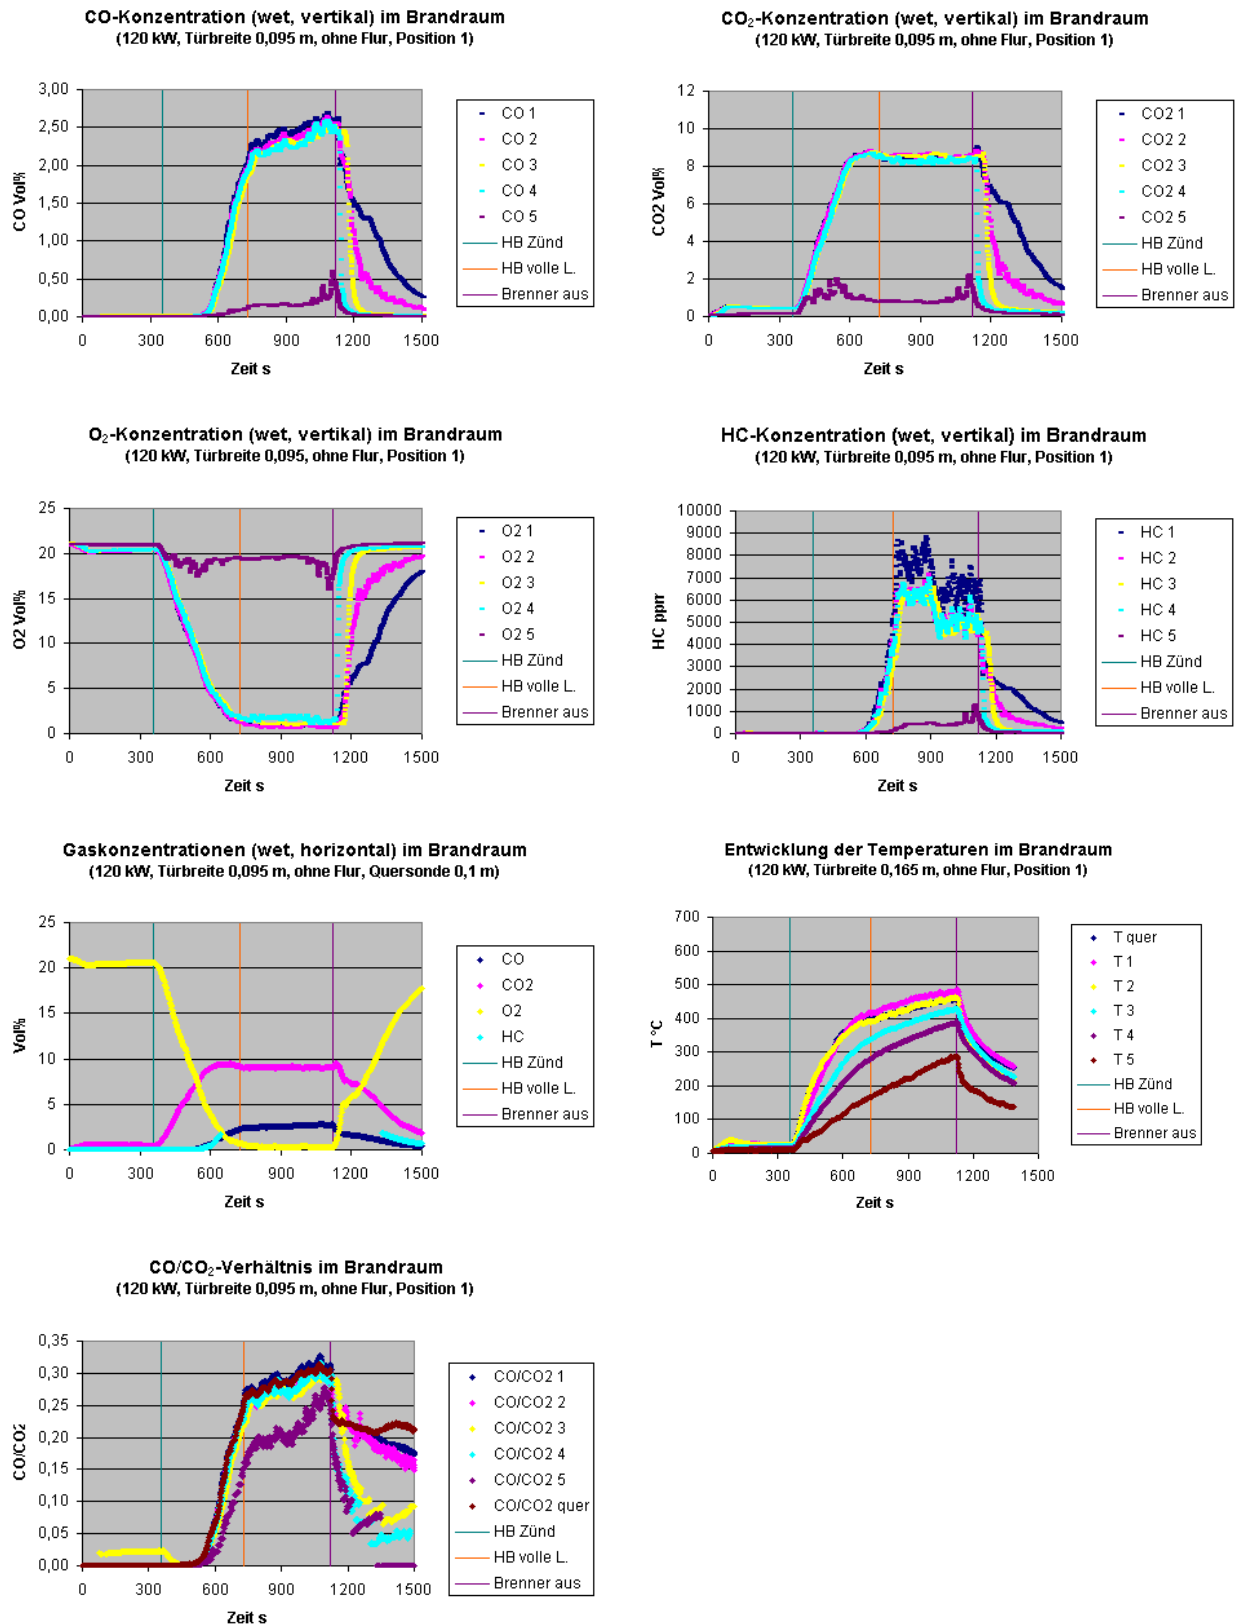 CO-Konzentration (wet, vertikal) im Brandraum
(120 kW, Türbreite 0,095 m, ohne Flur, Position 1)
3,00
2,50
2,00
1,50
1,00
0,50
0,00
CO Vol%
0 300 600 900 1200 1500
Zeit s
CO 1
CO 2
CO 3
CO 4
CO 5
HB Zünd
HB volle L.
Brenner aus
CO₂-Konzentration (wet, vertikal) im Brandraum
(120 kW, Türbreite 0,095 m, ohne Flur, Position 1)
12
10
8
6
4
2
0
CO2 Vol%
0 300 600 900 1200 1500
Zeit s
CO2 1
CO2 2
CO2 3
CO2 4
CO2 5
HB Zünd
HB volle L.
Brenner aus
O₂-Konzentration (wet, vertikal) im Brandraum
(120 kW, Türbreite 0,095, ohne Flur, Position 1)
25
20
15
10
5
0
O2 Vol%
0 300 600 900 1200 1500
Zeit s
O2 1
O2 2
O2 3
O2 4
O2 5
HB Zünd
HB volle L.
Brenner aus
HC-Konzentration (wet, vertikal) im Brandraum
(120 kW, Türbreite 0,095 m, ohne Flur, Position 1)
10000
9000
8000
7000
6000
5000
4000
3000
2000
1000
0
HC ppm
0 300 600 900 1200 1500
Zeit s
HC 1
HC 2
HC 3
HC 4
HC 5
HB Zünd
HB volle L.
Brenner aus
Gaskonzentrationen (wet, horizontal) im Brandraum
(120 kW, Türbreite 0,095 m, ohne Flur, Quersonde 0,1 m)
25
20
15
10
5
0
Vol%
0 300 600 900 1200 1500
Zeit s
CO
CO2
O2
HC
HB Zünd
HB volle L.
Brenner aus
Entwicklung der Temperaturen im Brandraum
(120 kW, Türbreite 0,165 m, ohne Flur, Position 1)
700
600
500
400
300
200
100
0
T °C
0 300 600 900 1200 1500
Zeit s
T quer
T 1
T 2
T 3
T 4
T 5
HB Zünd
HB volle L.
Brenner aus
CO/CO₂-Verhältnis im Brandraum
(120 kW, Türbreite 0,095 m, ohne Flur, Position 1)
0,35
0,30
0,25
0,20
0,15
0,10
0,05
0,00
CO/CO2
0 300 600 900 1200 1500
Zeit s
CO/CO2 1
CO/CO2 2
CO/CO2 3
CO/CO2 4
CO/CO2 5
CO/CO2 quer
HB Zünd
HB volle L.
Brenner aus